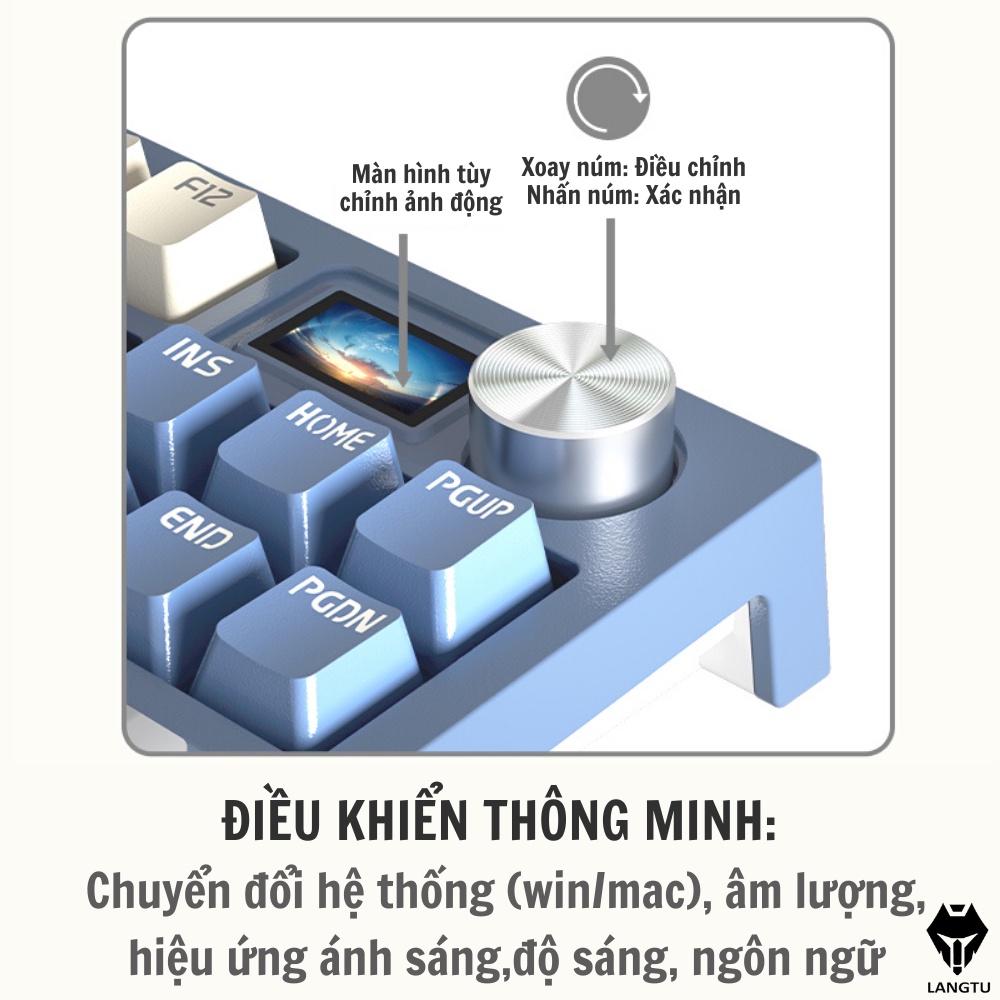 Màn hình tùy
chỉnh ảnh động
Xoay núm: Điều chỉnh
Nhấn núm: Xác nhận
F12
INS
HOME
PGUP
END
PGDN
ĐIỀU KHIỂN THÔNG MINH:
Chuyển đổi hệ thống (win/mac), âm lượng,
hiệu ứng ánh sáng,độ sáng, ngôn ngữ
LANGTU